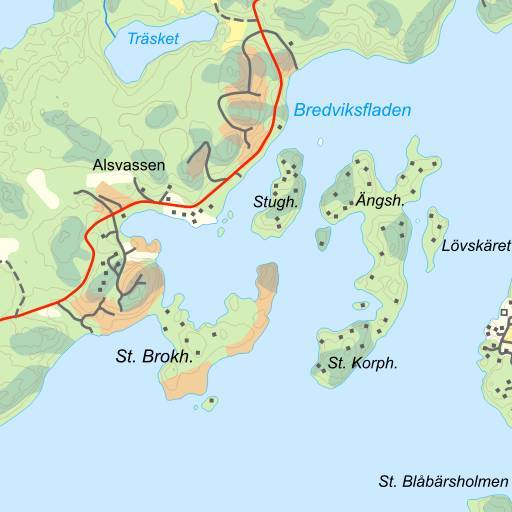 Träsket
Bredviksfladen
Alsvassen
Stugh.
Ängsh.
Lövskäret
St. Brokh.
St. Korph.
St. Blåbärsholmen